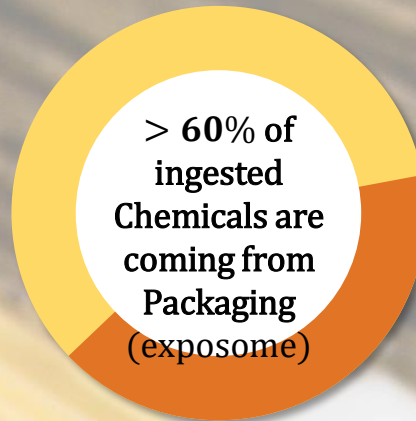 > 60% of
ingested
Chemicals are
coming from
Packaging
(exposome)